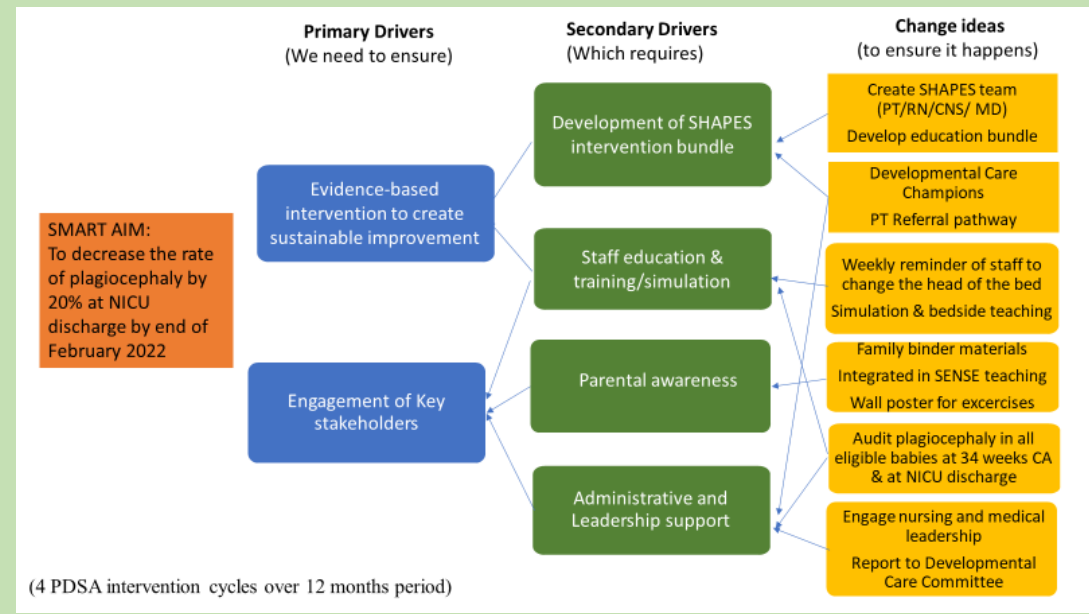 Primary Drivers
(We need to ensure)
Secondary Drivers
(Which requires)
Change ideas
(to ensure it happens)
SMART AIM:
To decrease the rate
of plagiocephaly by
20% at NICU
discharge by end of
February 2022
Evidence-based
intervention to create
sustainable improvement
Engagement of Key
stakeholders
Development of SHAPES
intervention bundle
Staff education &
training/simulation
Parental awareness
Administrative and
Leadership support
Create SHAPES team
(PT/RN/CNS/ MD)
Develop education bundle
Developmental Care
Champions
PT Referral pathway
Weekly reminder of staff to
change the head of the bed
Simulation & bedside teaching
Family binder materials
Integrated in SENSE teaching
Wall poster for excercises
Audit plagiocephaly in all
eligible babies at 34 weeks CA
& at NICU discharge
Engage nursing and medical
leadership
Report to Developmental
Care Committee
(4 PDSA intervention cycles over 12 months period)